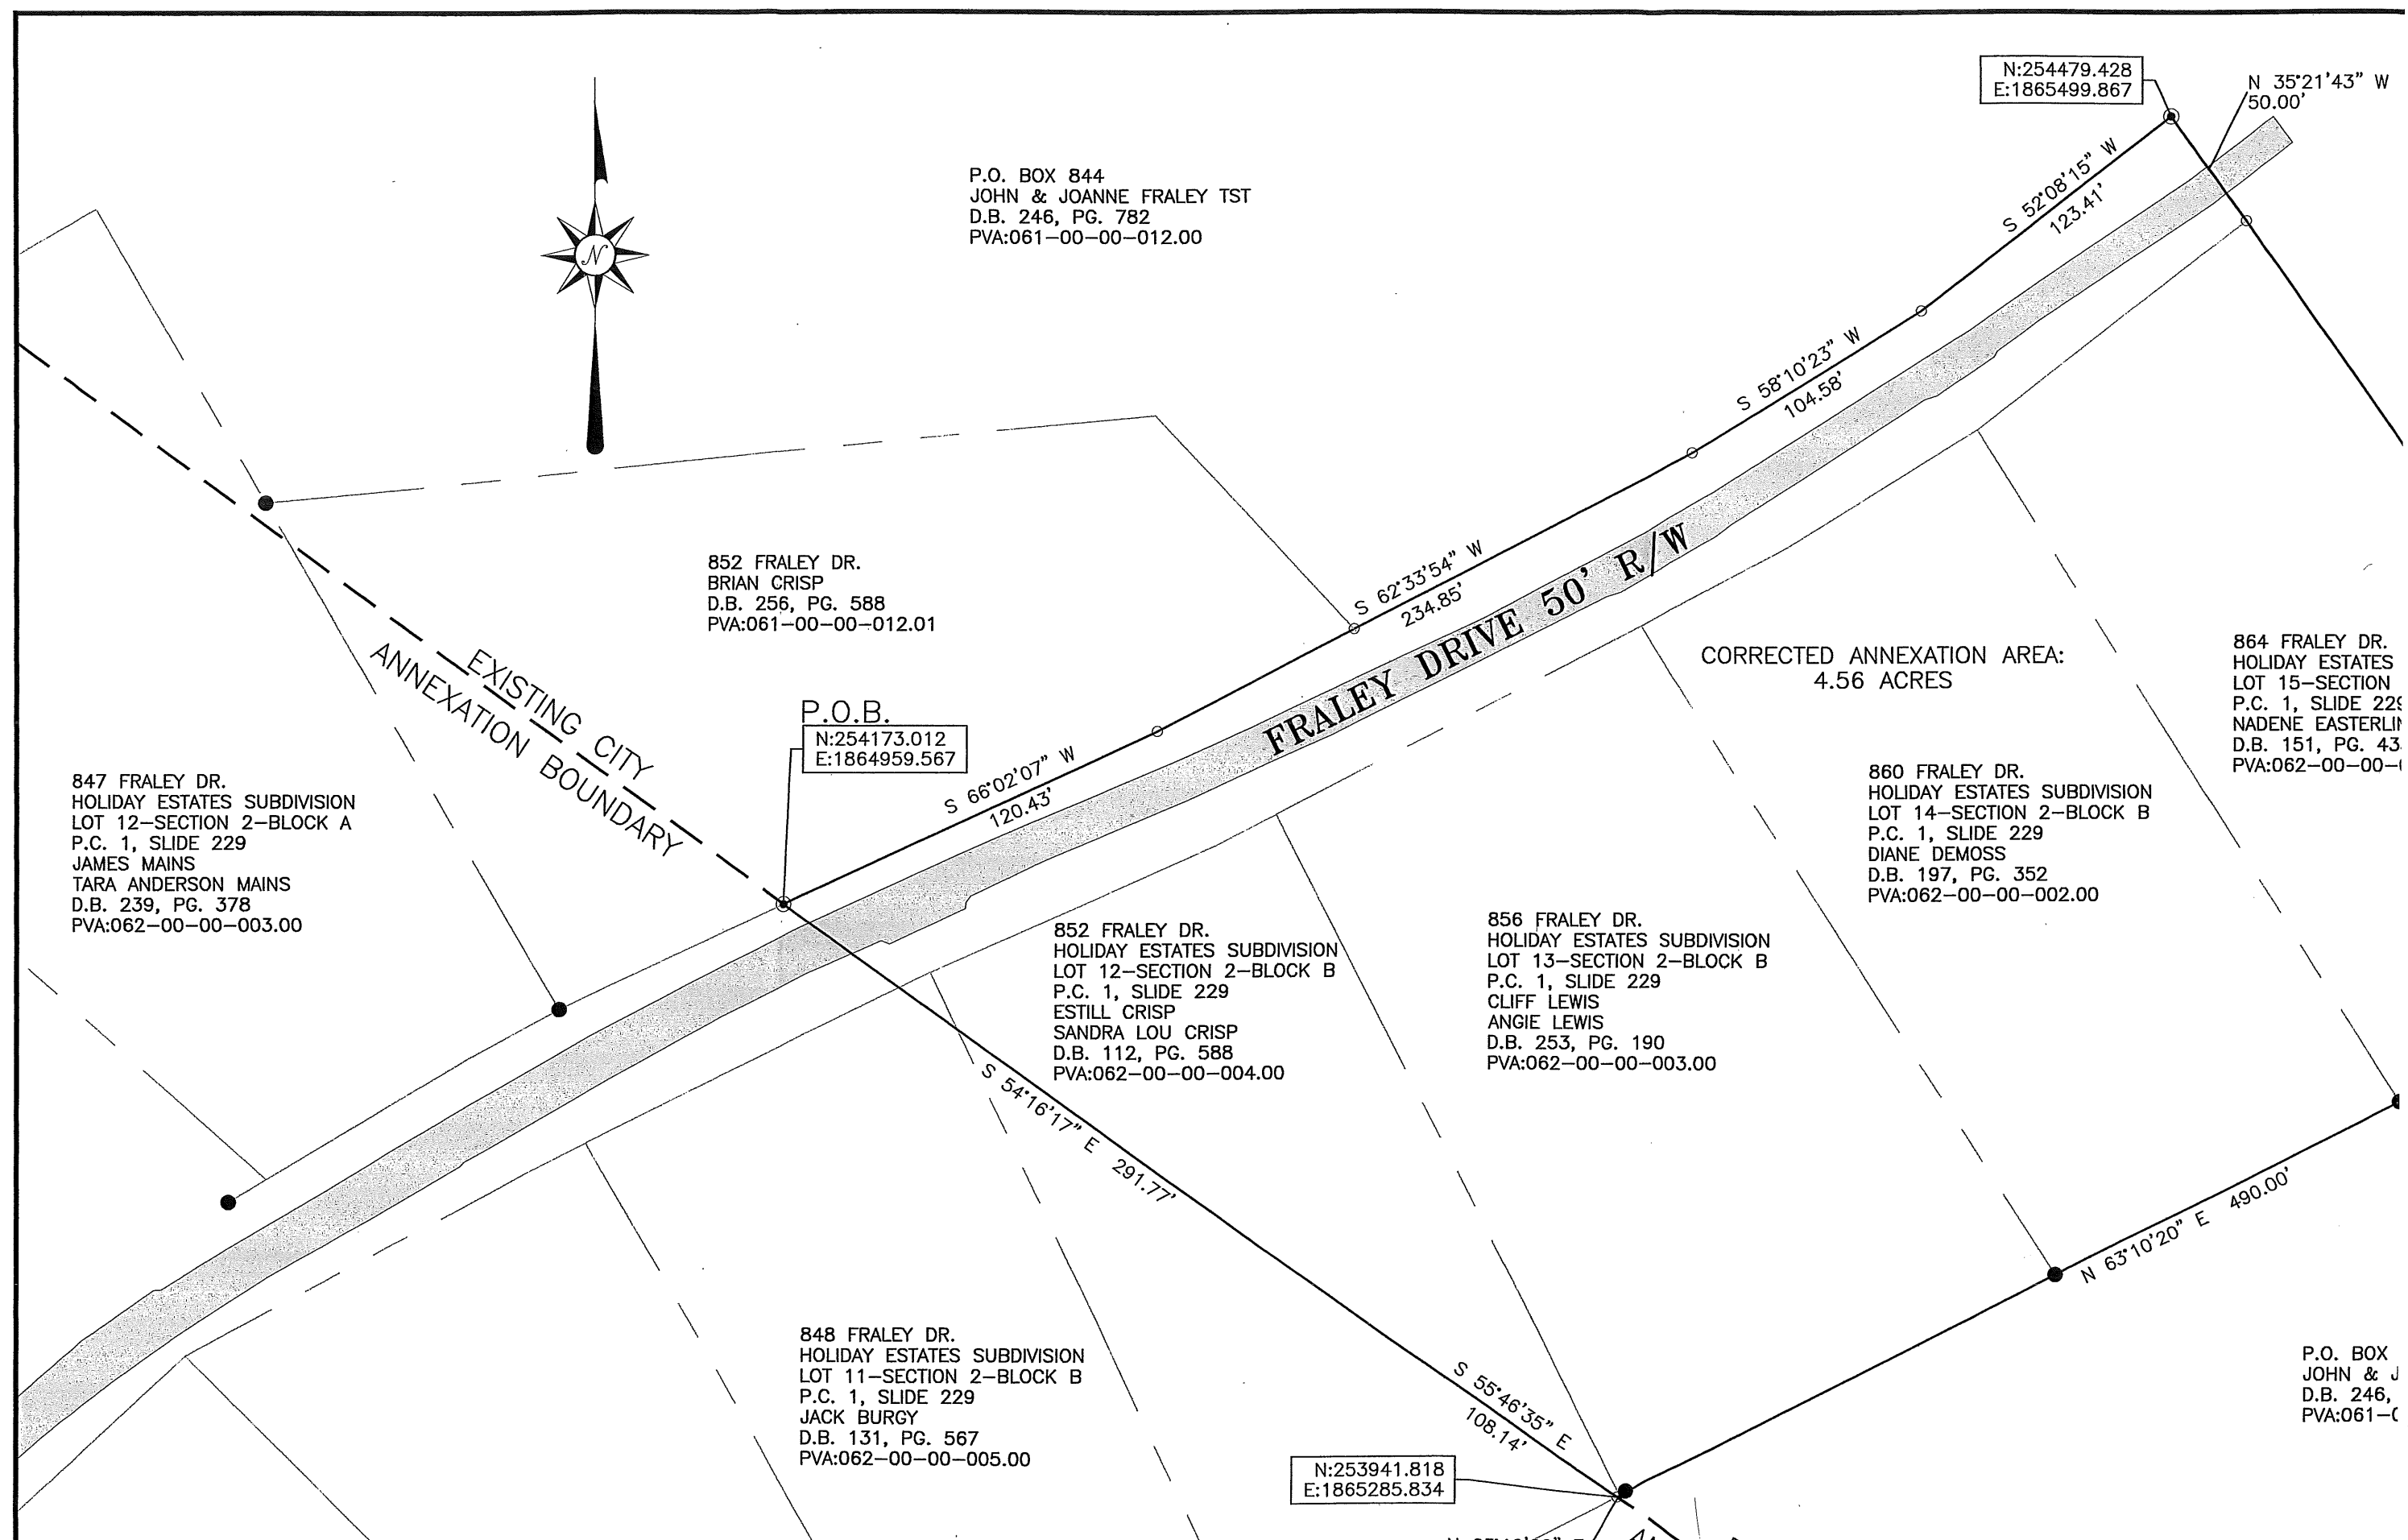 N:254479.428
E:1865499.867
N 35°21'43" W
50.00'
P.O. BOX 844
JOHN & JOANNE FRALEY TST
D.B. 246, PG. 782
PVA:061-00-00-012.00
N
S 52°08'15" W
123.41'
S 58°10'23" W
104.58'
S 62°33'54" W
234.85'
FRALEY DRIVE 50' R/W
852 FRALEY DR.
BRIAN CRISP
D.B. 256, PG. 588
PVA:061-00-00-012.01
EXISTING CITY
ANNEXATION BOUNDARY
P.O.B.
N:254173.012
E:1864959.567
S 66°02'07" W
120.43'
CORRECTED ANNEXATION AREA:
4.56 ACRES
864 FRALEY DR.
HOLIDAY ESTATES
LOT 15-SECTION
P.C. 1, SLIDE 229
NADENE
D.B. 151, PG. 43
PVA:062-00-00-
847 FRALEY DR.
HOLIDAY ESTATES SUBDIVISION
LOT 12-SECTION 2-BLOCK A
P.C. 1, SLIDE 229
JAMES MAINS
TARA ANDERSON MAINS
D.B. 239, PG. 378
PVA:062-00-00-003.00
860 FRALEY DR.
HOLIDAY ESTATES SUBDIVISION
LOT 14-SECTION 2-BLOCK B
P.C. 1, SLIDE 229
DIANE DEMOSS
D.B. 197, PG. 352
PVA:062-00-00-002.00
852 FRALEY DR.
HOLIDAY ESTATES SUBDIVISION
LOT 12-SECTION 2-BLOCK B
P.C. 1, SLIDE 229
ESTILL CRISP
SANDRA LOU CRISP
D.B. 112, PG. 588
PVA:062-00-00-004.00
856 FRALEY DR.
HOLIDAY ESTATES SUBDIVISION
LOT 13-SECTION 2-BLOCK B
P.C. 1, SLIDE 229
CLIFF LEWIS
ANGIE LEWIS
D.B. 253, PG. 190
PVA:062-00-00-003.00
S 54°16'17" E 291.77'
N 63°10'20" E 490.00'
848 FRALEY DR.
HOLIDAY ESTATES SUBDIVISION
LOT 11-SECTION 2-BLOCK B
P.C. 1, SLIDE 229
JACK BURGY
D.B. 131, PG. 567
PVA:062-00-00-005.00
S 55°46'35" E
108.14'
N:253941.818
E:1865285.834
P.O. BOX
JOHN & J
D.B. 246,
PVA:061-0